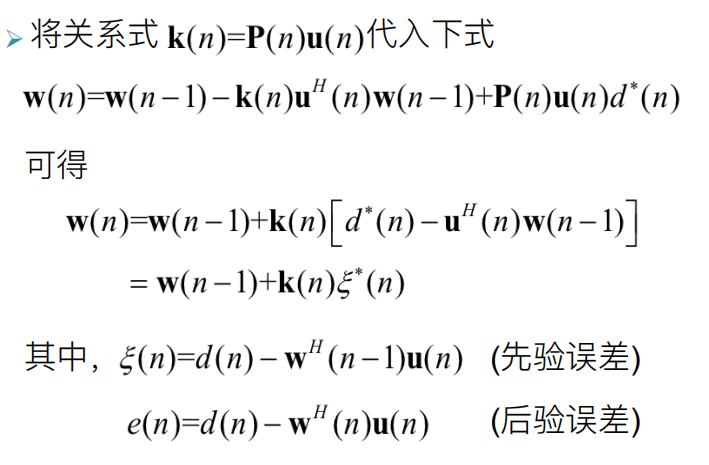 ➢ 将关系式 k(n)=P(n)u(n)代入下式
w(n)=w(n−1)−k(n)u^H(n)w(n−1)+P(n)u(n)d*(n)
可得
w(n)=w(n−1)+k(n)[d*(n)−u^H(n)w(n−1)]
= w(n−1)+k(n)ξ*(n)
其中，ξ(n)=d(n)−w^H(n−1)u(n) (先验误差)
e(n)=d(n)−w^H(n)u(n) (后验误差)